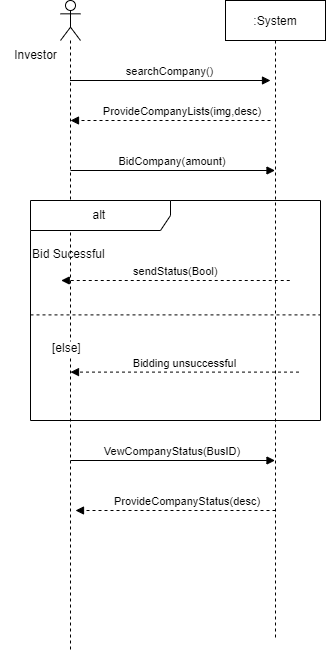 :System
Investor
searchCompany()
ProvideCompanyLists(img,desc)
BidCompany(amount)
alt
Bid Sucessful
sendStatus(Bool)
[else]
Bidding unsuccessful
VewCompanyStatus(BusID)
ProvideCompanyStatus(desc)